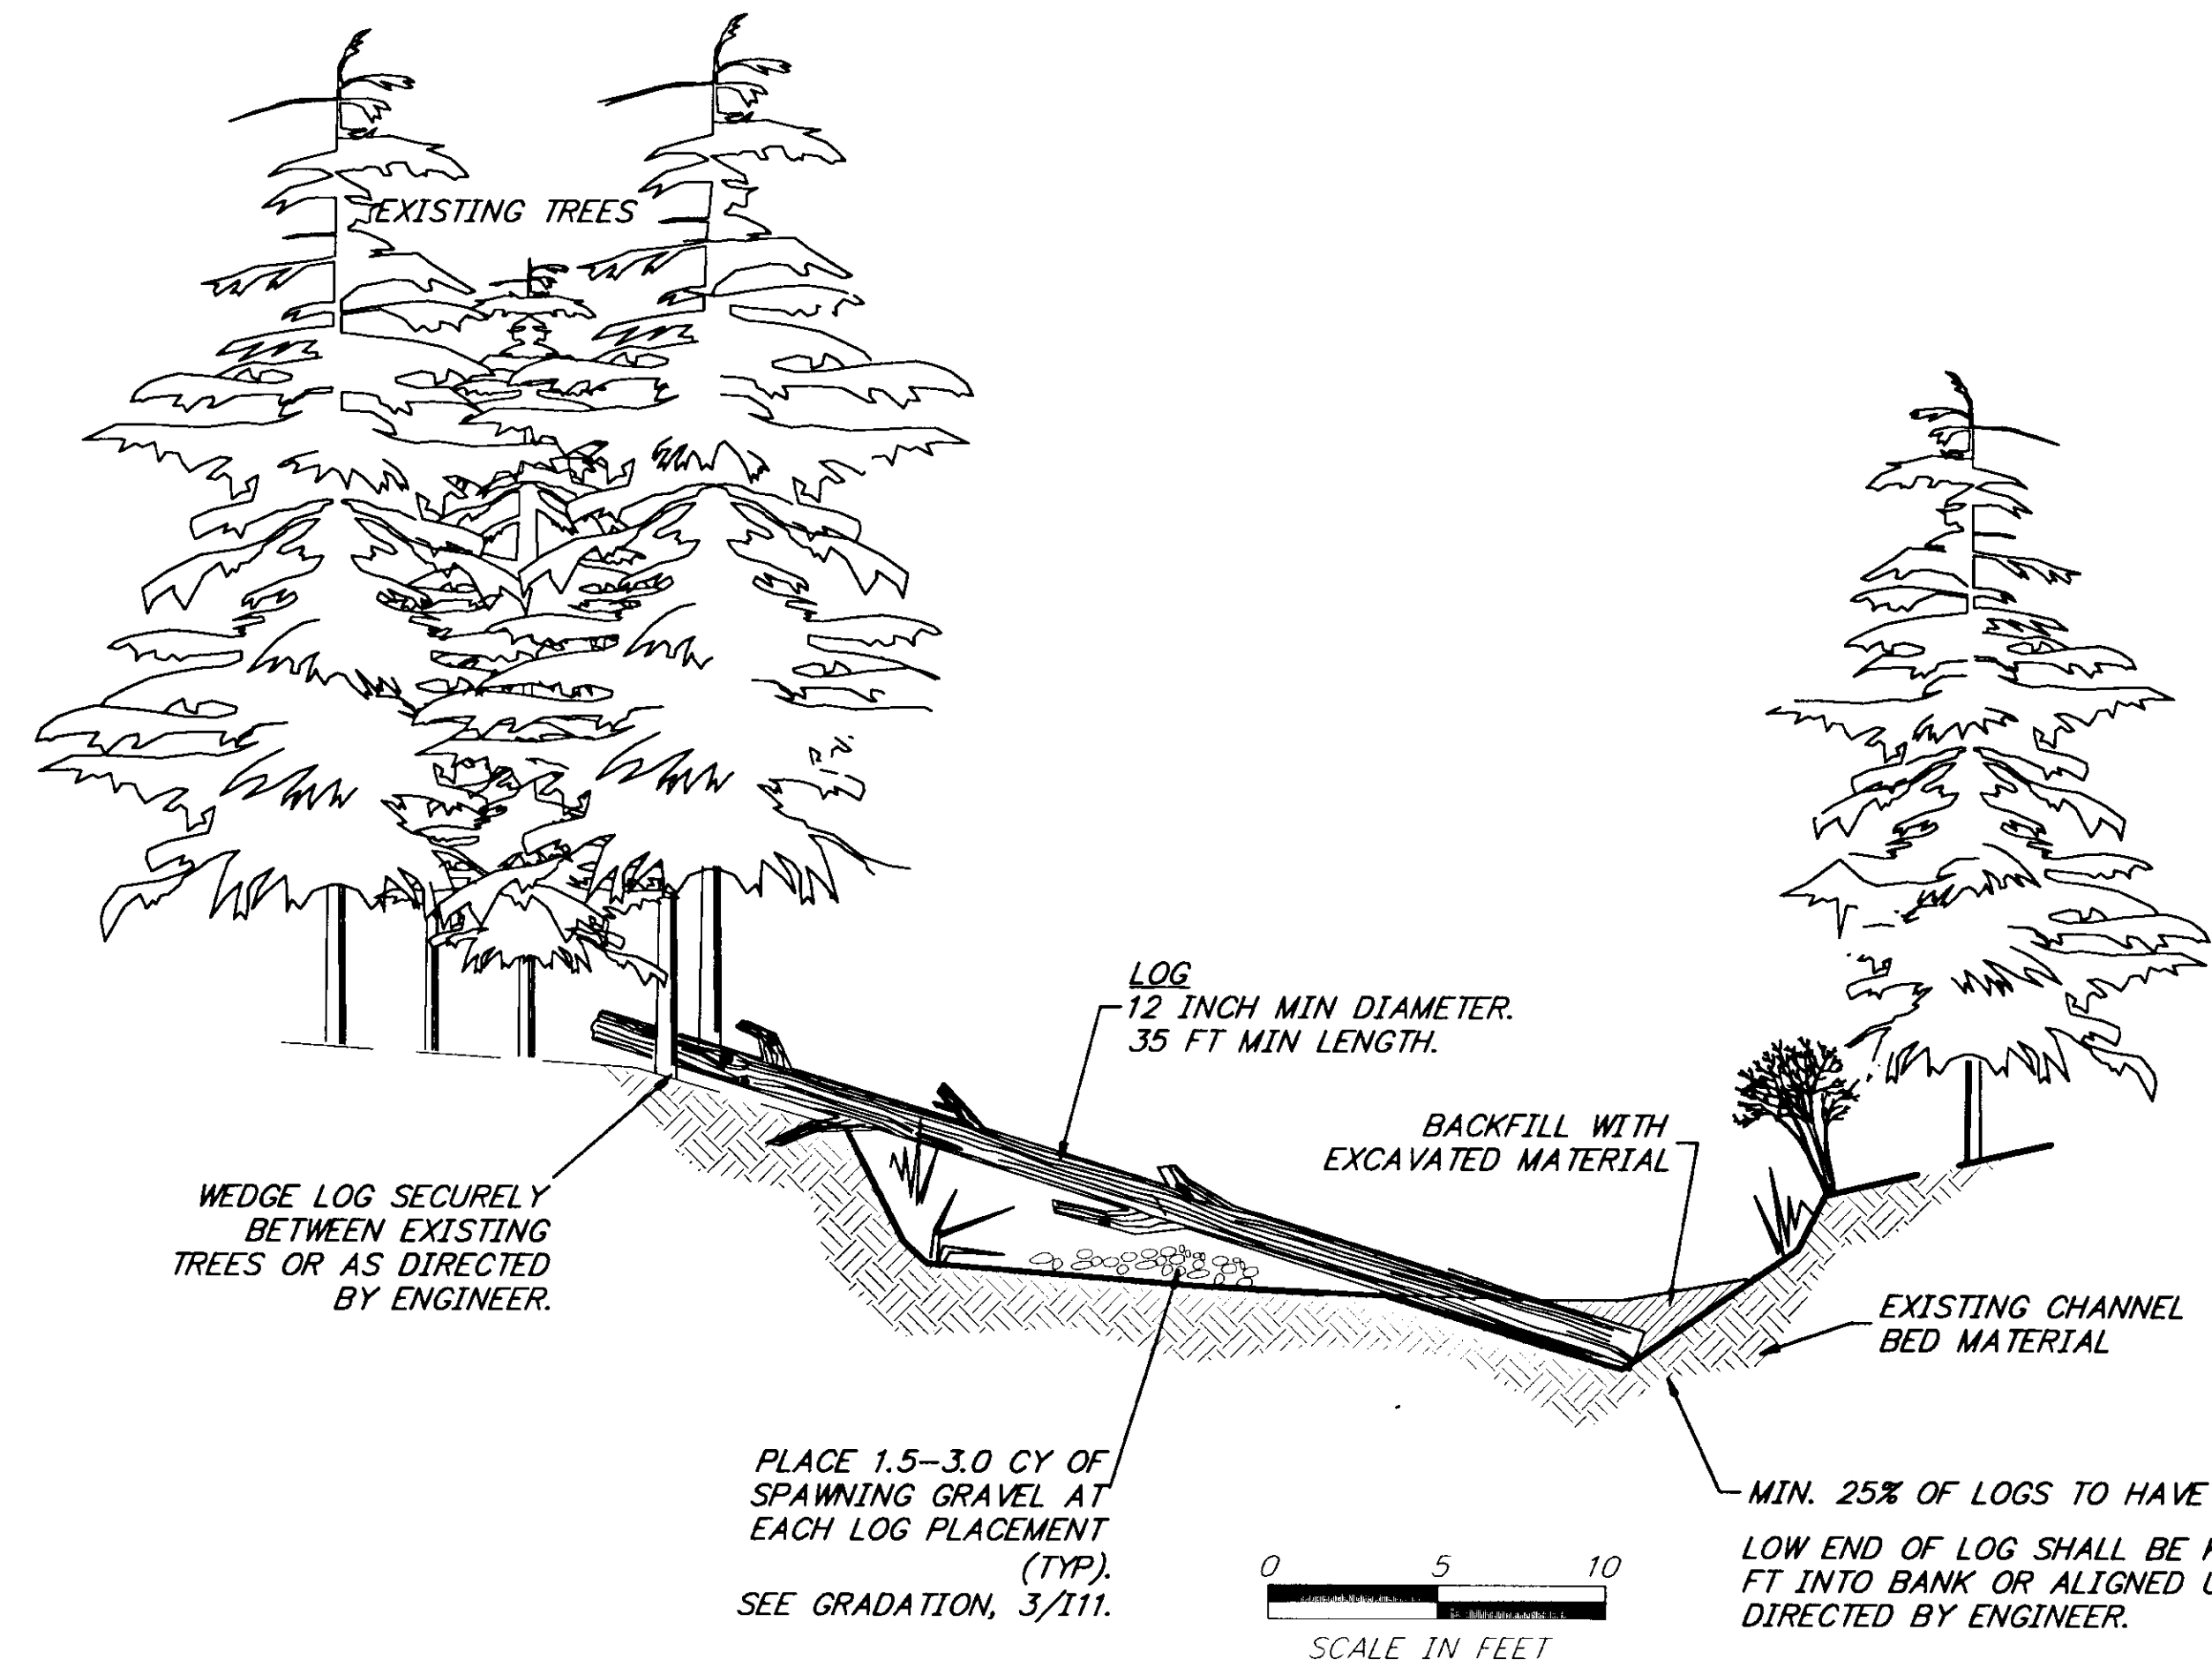 EXISTING TREES
LOG
12 INCH MIN DIAMETER.
35 FT MIN LENGTH.
BACKFILL WITH
EXCAVATED MATERIAL
WEDGE LOG SECURELY
BETWEEN EXISTING
TREES OR AS DIRECTED
BY ENGINEER.
EXISTING CHANNEL
BED MATERIAL
PLACE 1.5-3.0 CY OF
SPAWNING GRAVEL AT
EACH LOG PLACEMENT
(TYP).
SEE GRADATION, 3/I11.
MIN. 25% OF LOGS TO HAVE
LOW END OF LOG SHALL BE
FT INTO BANK OR ALIGNED
DIRECTED BY ENGINEER.
0 5 10
SCALE IN FEET